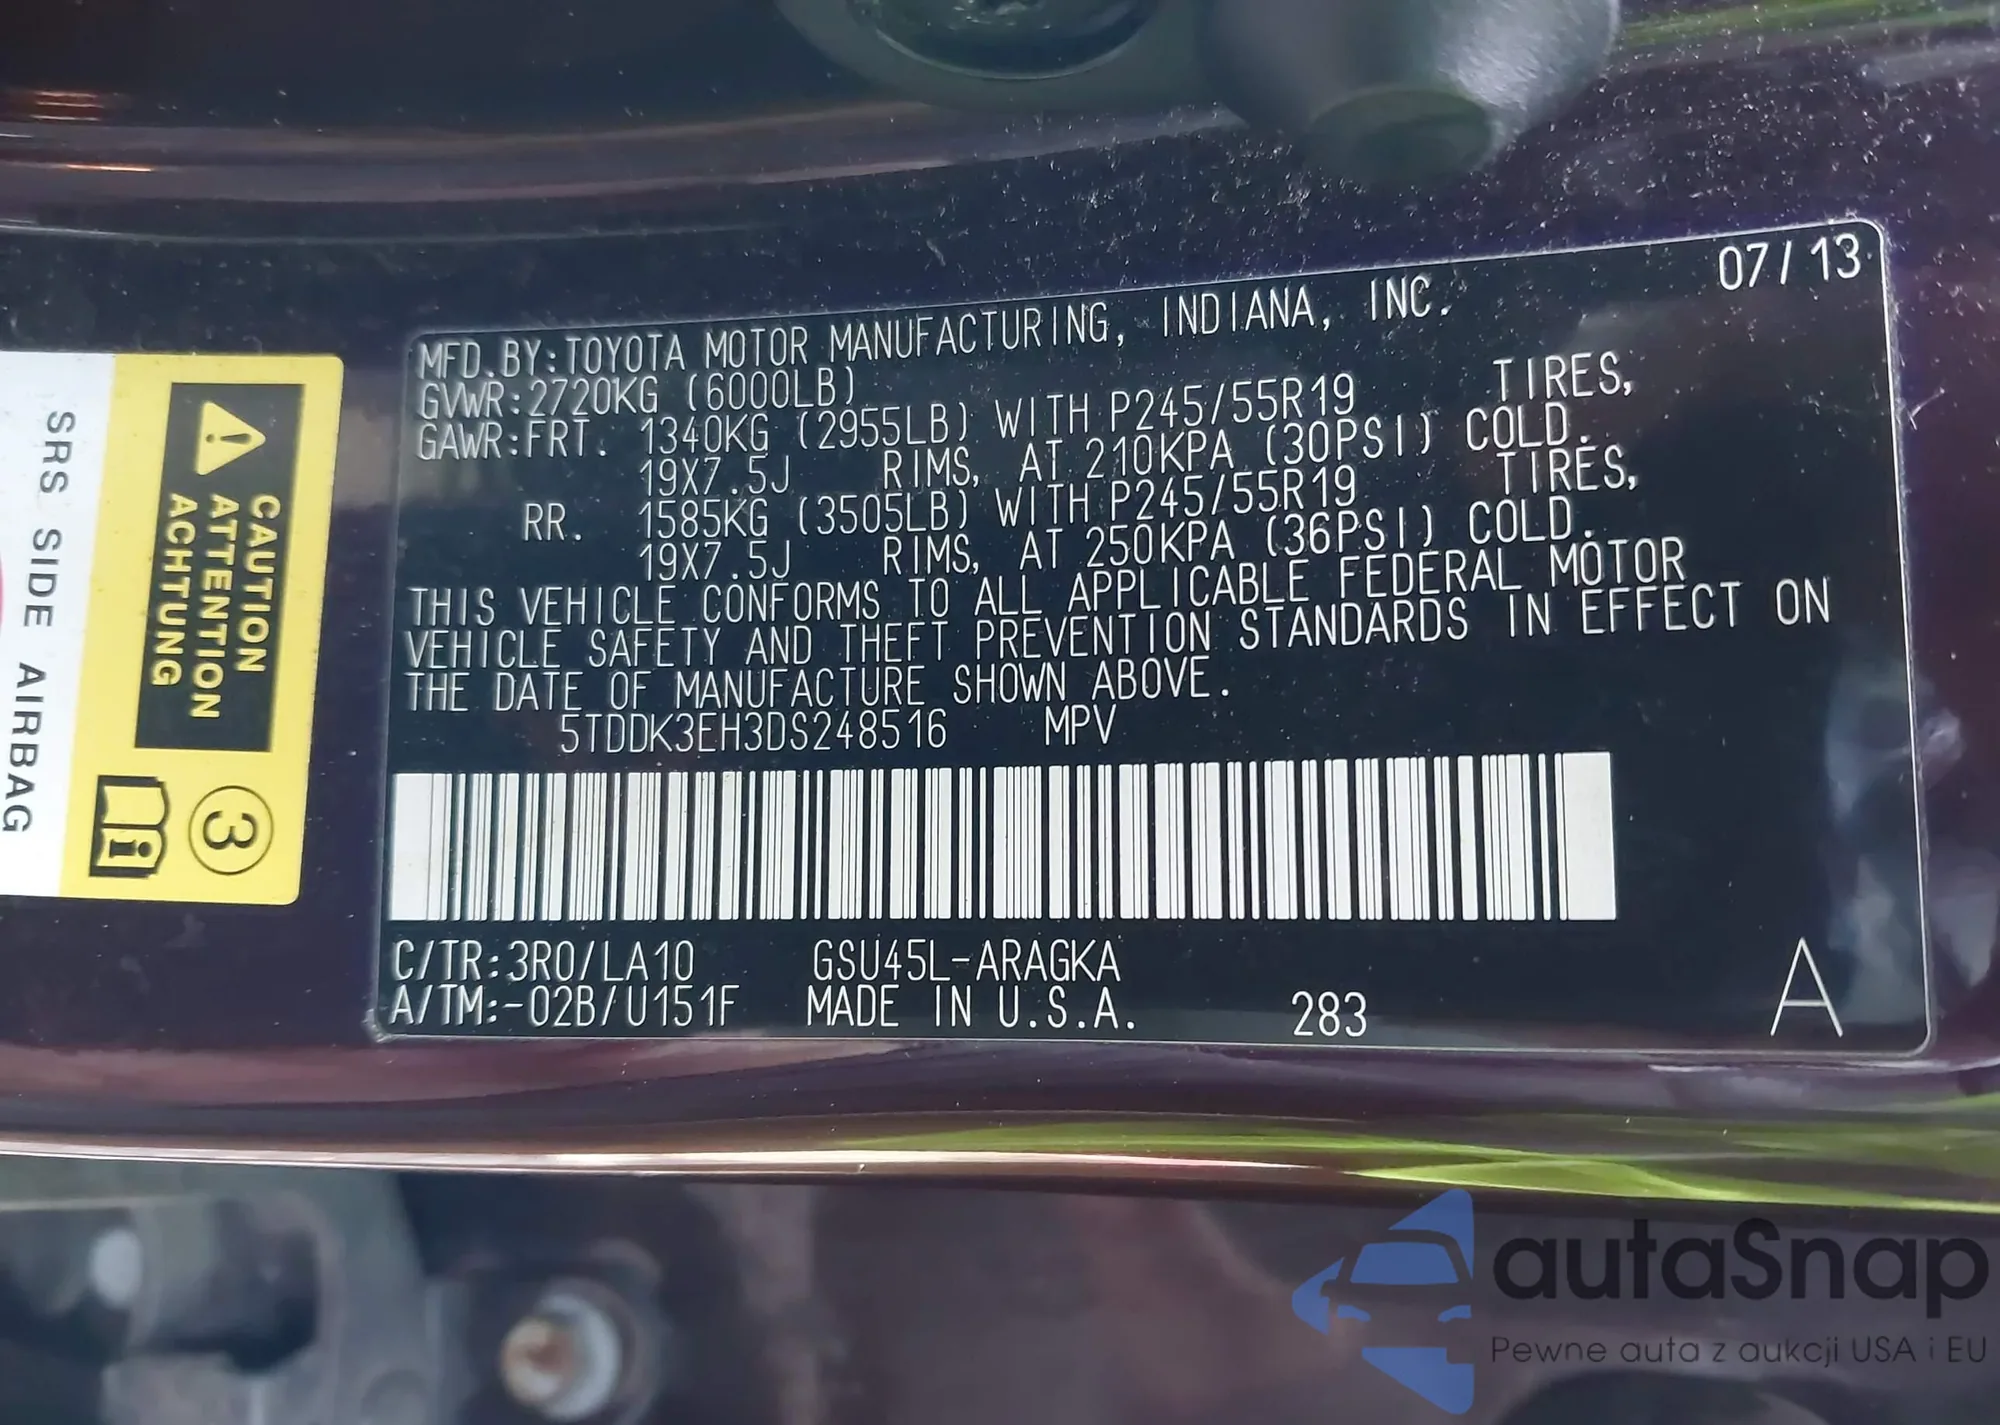 07/13
MFD.BY:TOYOTA MOTOR MANUFACTURING, INDIANA, INC.
GVWR:2720KG (6000LB)
GAWR:FRT. 1340KG (2955LB) WITH P245/55R19 TIRES,
19X7.5J RIMS, AT 210KPA (30PSI) COLD.
RR. 1585KG (3505LB) WITH P245/55R19 TIRES,
19X7.5J RIMS, AT 250KPA (36PSI) COLD.
THIS VEHICLE CONFORMS TO ALL APPLICABLE FEDERAL MOTOR
VEHICLE SAFETY AND THEFT PREVENTION STANDARDS IN EFFECT ON
THE DATE OF MANUFACTURE SHOWN ABOVE.
5TDDK3EH3DS248516 MPV
C/TR:3R0/LA10 GSU45L-ARAGKA
A/TM:-02B/U151F MADE IN U.S.A. 283 A
CAUTION
ATTENTION
ACHTUNG
3
i
SRS SIDE AIRBAG
autaSnap
Pewne auta z aukcji USA i EU